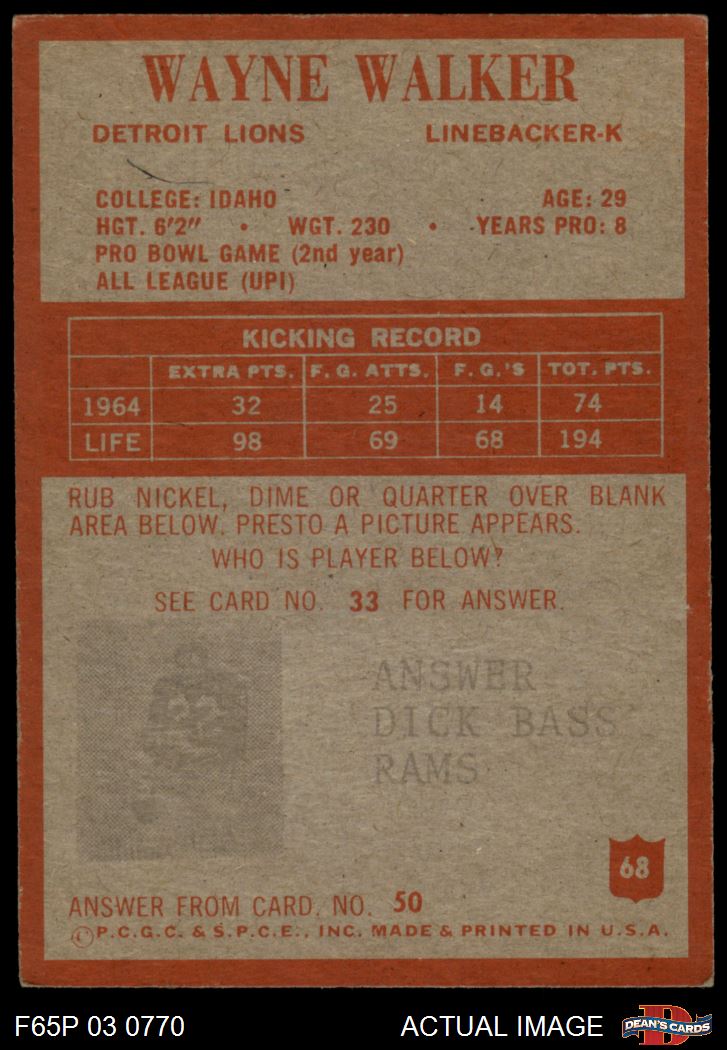 WAYNE WALKER
DETROIT LIONS LINEBACKER-K
COLLEGE: IDAHO AGE: 29
HGT. 6'2" • WGT. 230 • YEARS PRO: 8
PRO BOWL GAME (2nd year)
ALL LEAGUE (UPI)
KICKING RECORD
EXTRA PTS. F. G. ATTS. F. G.'S TOT. PTS.
1964 32 25 14 74
LIFE 98 69 68 194
RUB NICKEL, DIME OR QUARTER OVER BLANK
AREA BELOW. PRESTO A PICTURE APPEARS.
WHO IS PLAYER BELOW?
SEE CARD NO. 33 FOR ANSWER.
ANSWER
DICK BASS
RAMS
22
68
ANSWER FROM CARD. NO. 50
©P.C.G.C. & S.P.C.E., INC. MADE & PRINTED IN U.S.A.
F65P 03 0770 ACTUAL IMAGE D DEAN'S CARDS